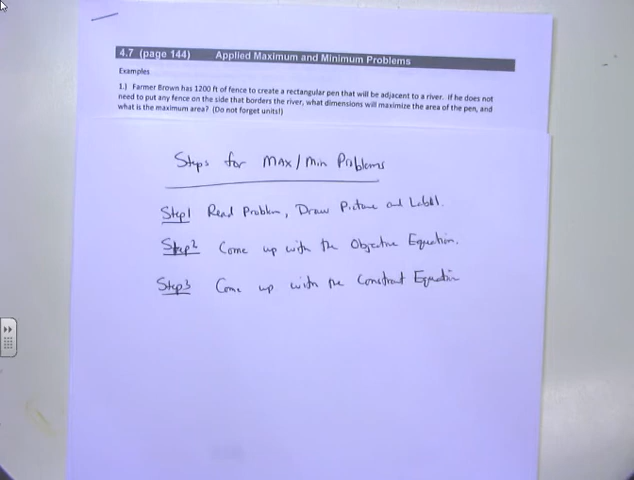 4.7 (page 144) Applied Maximum and Minimum Problems
Examples
1.) Farmer Brown has 1200 ft of fence to create a rectangular pen that will be adjacent to a river. If he does not
need to put any fence on the side that borders the river, what dimensions will maximize the area of the pen, and
what is the maximum area? (Do not forget units!)
Steps for MAX/Min Problems
Step1 Read Problem, Draw Picture and Label.
Step2 Come up with the Objective Equation.
Step3 Come up with the Constraint Equation